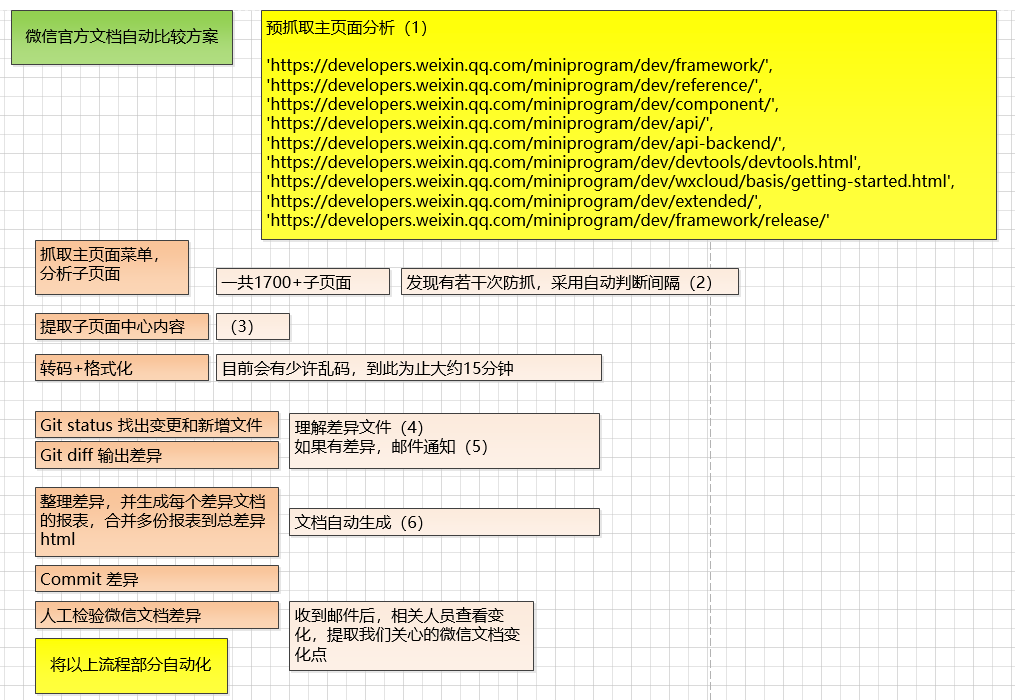 微信官方文档自动比较方案
预抓取主页面分析（1）
'https://developers.weixin.qq.com/miniprogram/dev/framework/',
'https://developers.weixin.qq.com/miniprogram/dev/reference/',
'https://developers.weixin.qq.com/miniprogram/dev/component/',
'https://developers.weixin.qq.com/miniprogram/dev/api/',
'https://developers.weixin.qq.com/miniprogram/dev/api-backend/',
'https://developers.weixin.qq.com/miniprogram/dev/devtools/devtools.html',
'https://developers.weixin.qq.com/miniprogram/dev/wxcloud/basis/getting-started.html',
'https://developers.weixin.qq.com/miniprogram/dev/extended/',
'https://developers.weixin.qq.com/miniprogram/dev/framework/release/'
抓取主页面菜单，
分析子页面
一共1700+子页面
发现有若干次防抓，采用自动判断间隔（2）
提取子页面中心内容
（3）
转码+格式化
目前会有少许乱码，到此为止大约15分钟
Git status 找出变更和新增文件
Git diff 输出差异
理解差异文件（4）
如果有差异，邮件通知（5）
整理差异，并生成每个差异文档
的报表，合并多份报表到总差异
html
文档自动生成（6）
Commit 差异
人工检验微信文档差异
收到邮件后，相关人员查看变
化，提取我们关心的微信文档变
化点
将以上流程部分自动化